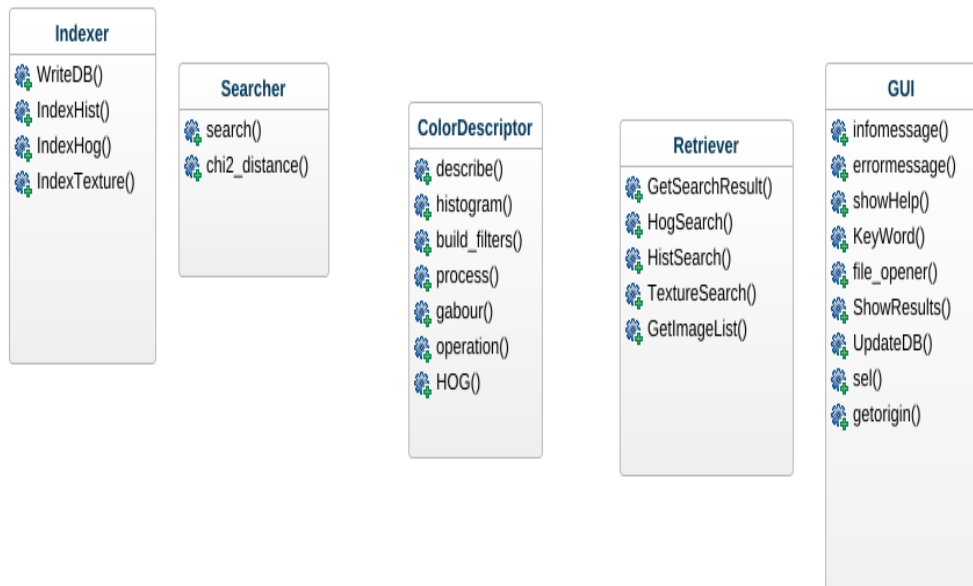 Indexer
WriteDB()
IndexHist()
IndexHog()
IndexTexture()
Searcher
search()
chi2_distance()
ColorDescriptor
describe()
histogram()
build_filters()
process()
gabour()
operation()
HOG()
Retriever
GetSearchResult()
HogSearch()
HistSearch()
TextureSearch()
GetImageList()
GUI
infomessage()
errormessage()
showHelp()
KeyWord()
file_opener()
ShowResults()
UpdateDB()
sel()
getorigin()